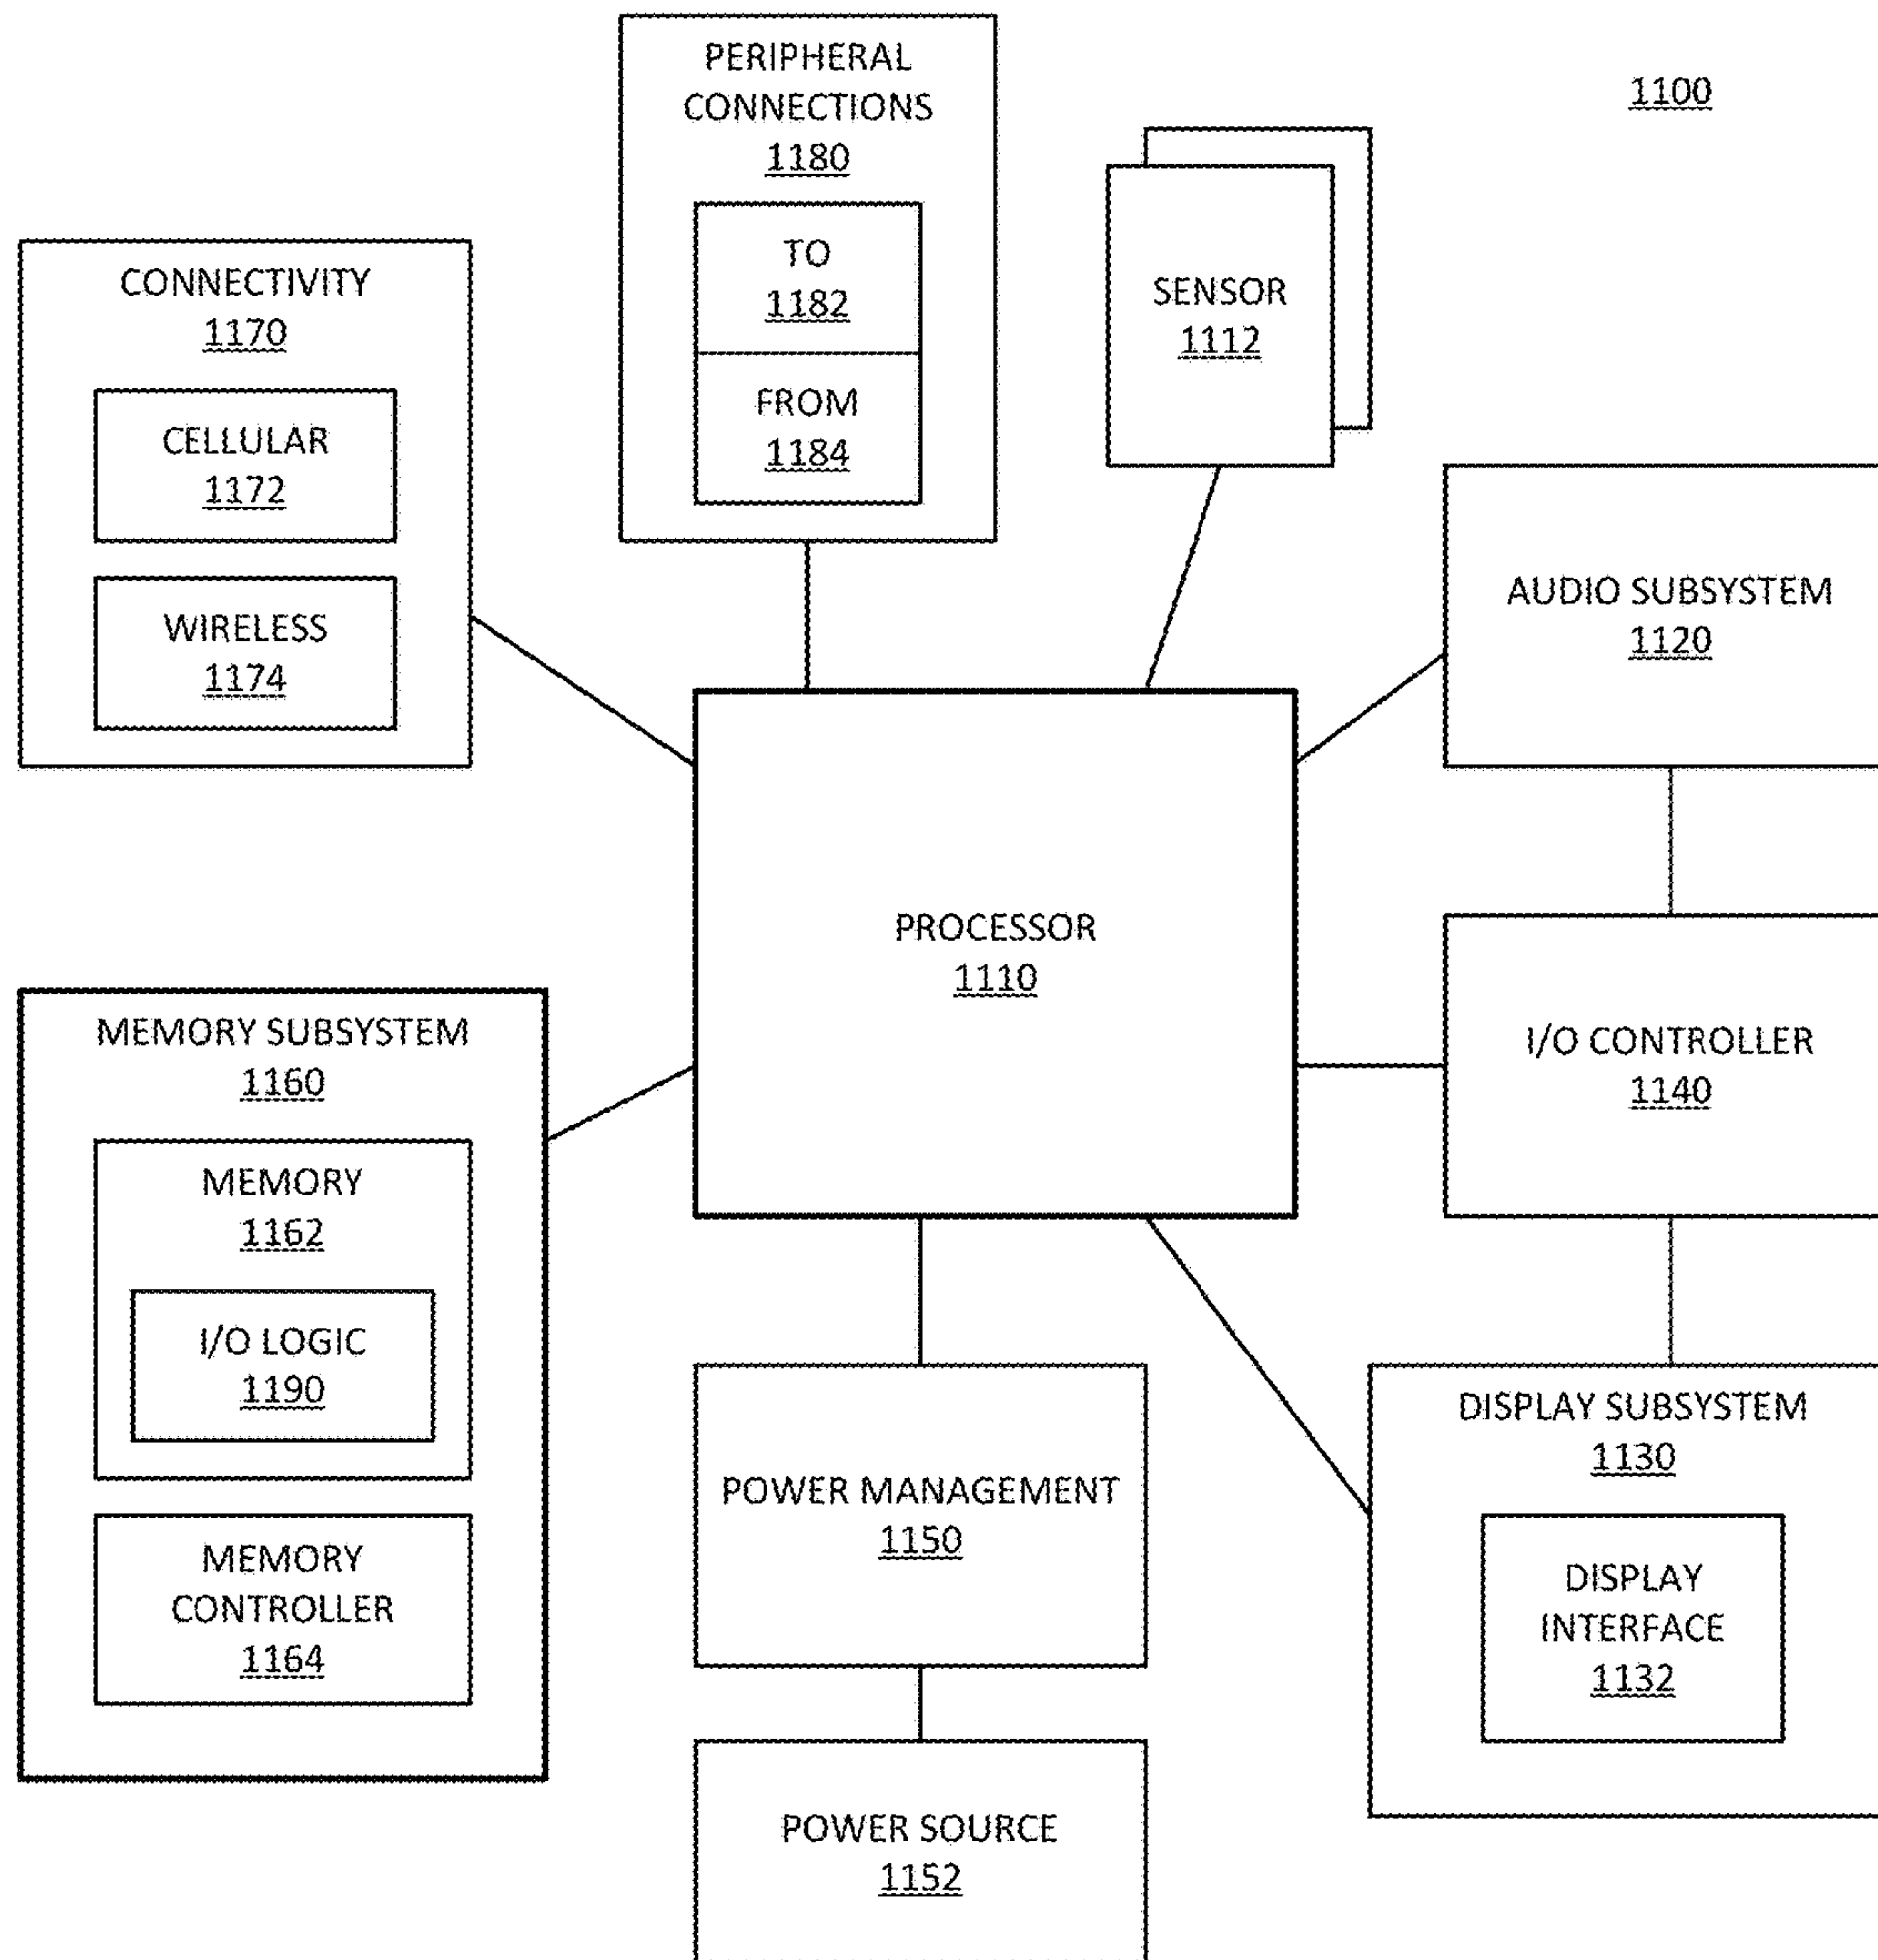 PERIPHERAL
CONNECTIONS
1180
TO
1182
FROM
1184
1100
SENSOR
1112
CONNECTIVITY
1170
CELLULAR
1172
WIRELESS
1174
AUDIO SUBSYSTEM
1120
PROCESSOR
1110
I/O CONTROLLER
1140
MEMORY SUBSYSTEM
1160
MEMORY
1162
I/O LOGIC
1190
MEMORY
CONTROLLER
1164
POWER MANAGEMENT
1150
DISPLAY SUBSYSTEM
1130
DISPLAY
INTERFACE
1132
POWER SOURCE
1152